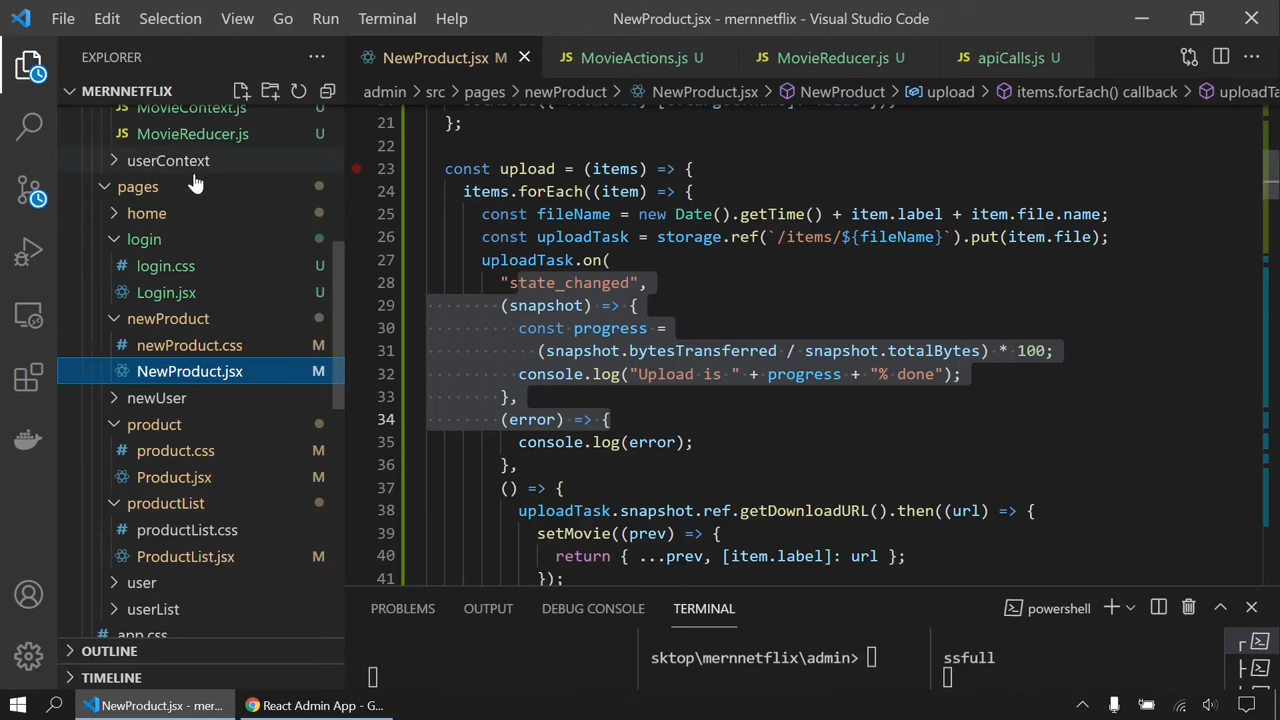 File Edit Selection View Go Run Terminal Help NewProduct.jsx - mernnetflix - Visual Studio Code
EXPLORER
NewProduct.jsx M JS MovieActions.js U JS MovieReducer.js U JS apiCalls.js U
MERNNETFLIX
admin > src > pages > newProduct > NewProduct.jsx > NewProduct > upload > items.forEach() callback > uploadTa
JS MovieContext.js U
JS MovieReducer.js U
userContext
pages
home
login
# login.css U
Login.jsx U
newProduct
# newProduct.css M
NewProduct.jsx M
newUser
product
# product.css M
Product.jsx M
productList
# productList.css
ProductList.jsx M
user
userList
# app.css
OUTLINE
TIMELINE
21 };
22
23 const upload = (items) => {
24 items.forEach((item) => {
25 const fileName = new Date().getTime() + item.label + item.file.name;
26 const uploadTask = storage.ref(`/items/${fileName}`).put(item.file);
27 uploadTask.on(
28 "state_changed",
29 (snapshot) => {
30 const progress =
31 (snapshot.bytesTransferred / snapshot.totalBytes) * 100;
32 console.log("Upload is " + progress + "% done");
33 },
34 (error) => {
35 console.log(error);
36 },
37 () => {
38 uploadTask.snapshot.ref.getDownloadURL().then((url) => {
39 setMovie((prev) => {
40 return { ...prev, [item.label]: url };
41 });
PROBLEMS OUTPUT DEBUG CONSOLE TERMINAL powershell
sktop\mernnetflix\admin> ssfull
NewProduct.jsx - mer... React Admin App - G...